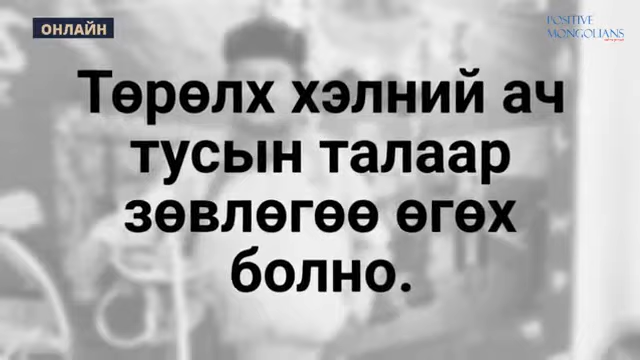 ОНЛАЙН
POSITIVE
MONGOLIANS
Төрөлх хэлний ач
тусын талаар
зөвлөгөө өгөх
болно.